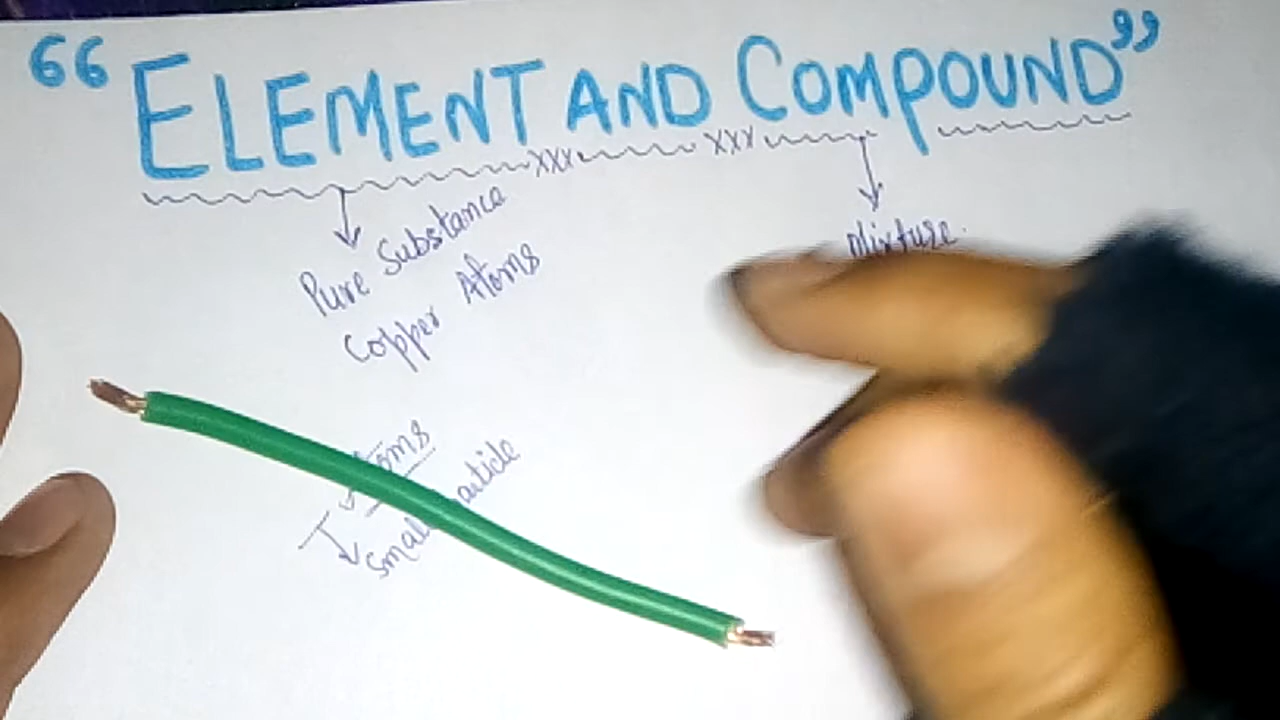 “ELEMENT AND COMPOUND”
xxx xxx
Pure Substance
Mixture
Copper Atoms
Small